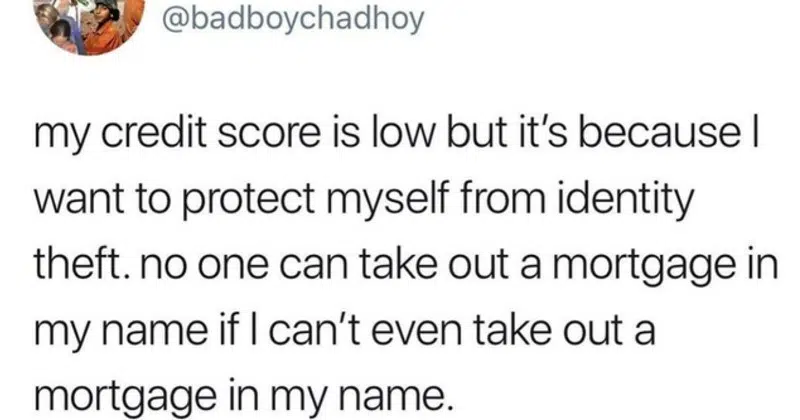 @badboychadhoy
my credit score is low but it’s because I
want to protect myself from identity
theft. no one can take out a mortgage in
my name if I can’t even take out a
mortgage in my name.